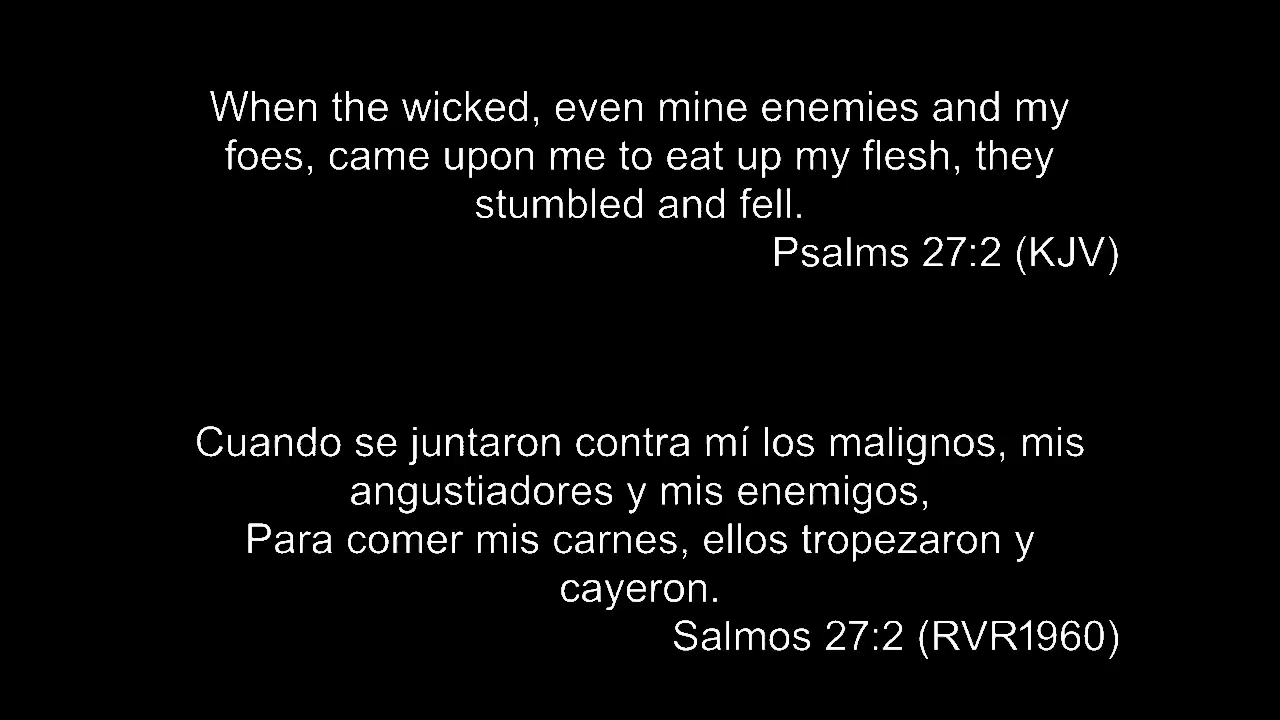 When the wicked, even mine enemies and my
foes, came upon me to eat up my flesh, they
stumbled and fell.
Psalms 27:2 (KJV)
Cuando se juntaron contra mí los malignos, mis
angustiadores y mis enemigos,
Para comer mis carnes, ellos tropezaron y
cayeron.
Salmos 27:2 (RVR1960)